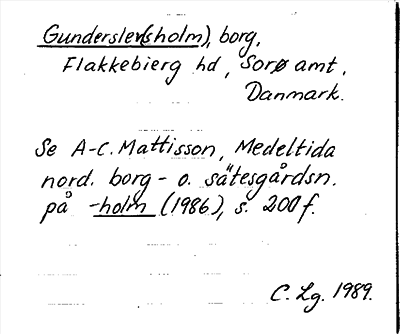 Gunderslev(sholm), borg,
Flakkebierg hd, Sorø amt,
Danmark.
Se A-C. Mattisson, Medeltida
nord. borg- o. sätesgårdsn.
på -holm (1986), s. 200 f.
C. Lg. 1989.